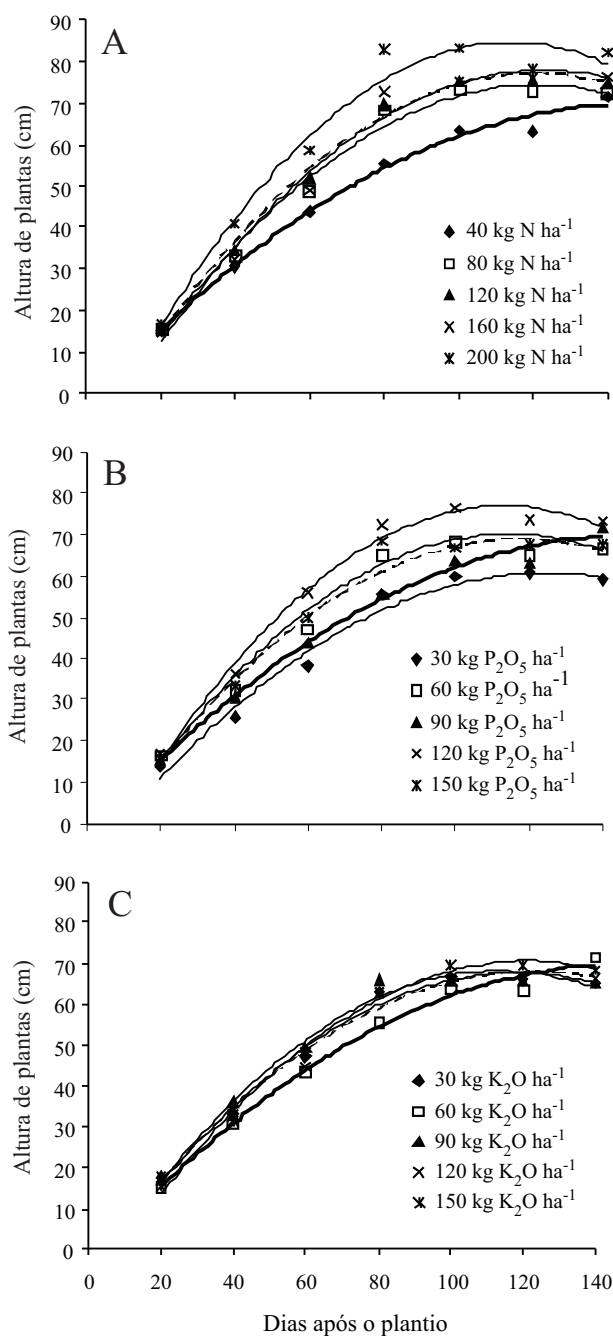 A
Altura de plantas (cm)
90
80
70
60
50
40
30
20
10
0
40 kg N ha⁻¹
80 kg N ha⁻¹
120 kg N ha⁻¹
160 kg N ha⁻¹
200 kg N ha⁻¹
B
Altura de plantas (cm)
90
80
70
60
50
40
30
20
10
0
30 kg P₂O₅ ha⁻¹
60 kg P₂O₅ ha⁻¹
90 kg P₂O₅ ha⁻¹
120 kg P₂O₅ ha⁻¹
150 kg P₂O₅ ha⁻¹
C
Altura de plantas (cm)
90
80
70
60
50
40
30
20
10
0
30 kg K₂O ha⁻¹
60 kg K₂O ha⁻¹
90 kg K₂O ha⁻¹
120 kg K₂O ha⁻¹
150 kg K₂O ha⁻¹
0 20 40 60 80 100 120 140
Dias após o plantio